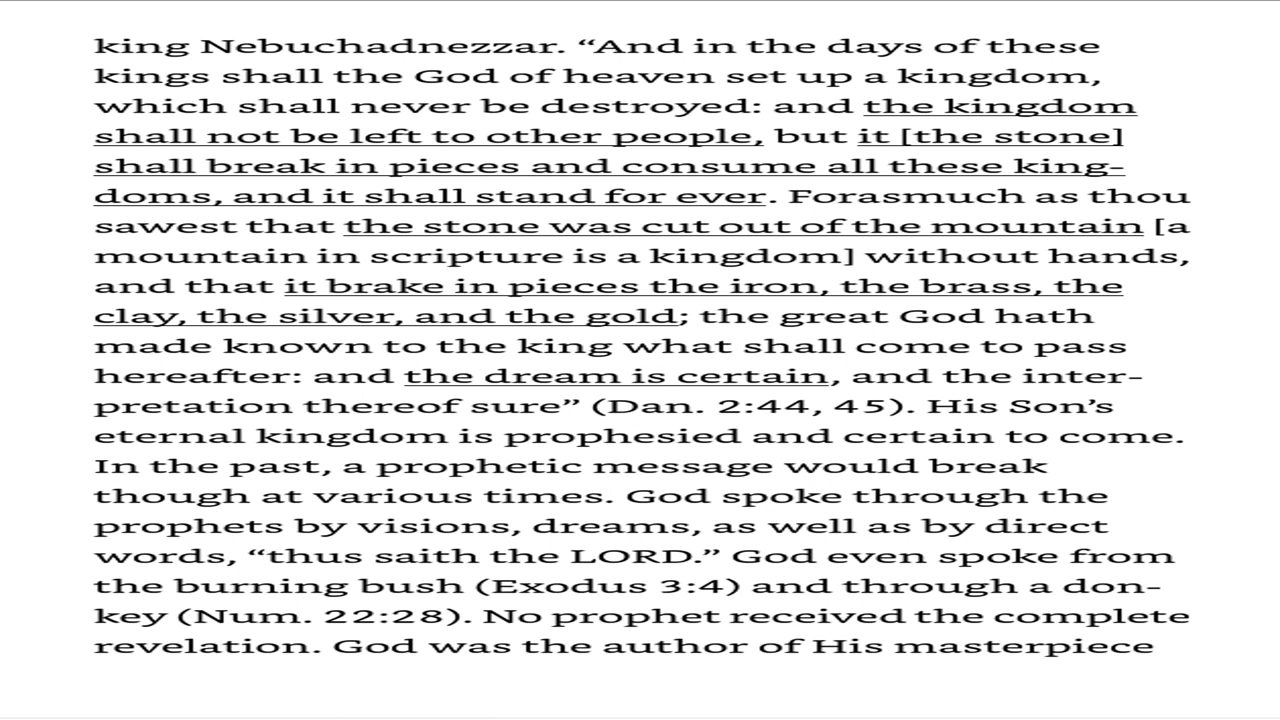 king Nebuchadnezzar. “And in the days of these
kings shall the God of heaven set up a kingdom,
which shall never be destroyed: and the kingdom
shall not be left to other people, but it [the stone]
shall break in pieces and consume all these king-
doms, and it shall stand for ever. Forasmuch as thou
sawest that the stone was cut out of the mountain [a
mountain in scripture is a kingdom] without hands,
and that it brake in pieces the iron, the brass, the
clay, the silver, and the gold; the great God hath
made known to the king what shall come to pass
hereafter: and the dream is certain, and the inter-
pretation thereof sure” (Dan. 2:44, 45). His Son’s
eternal kingdom is prophesied and certain to come.
In the past, a prophetic message would break
though at various times. God spoke through the
prophets by visions, dreams, as well as by direct
words, “thus saith the LORD.” God even spoke from
the burning bush (Exodus 3:4) and through a don-
key (Num. 22:28). No prophet received the complete
revelation. God was the author of His masterpiece